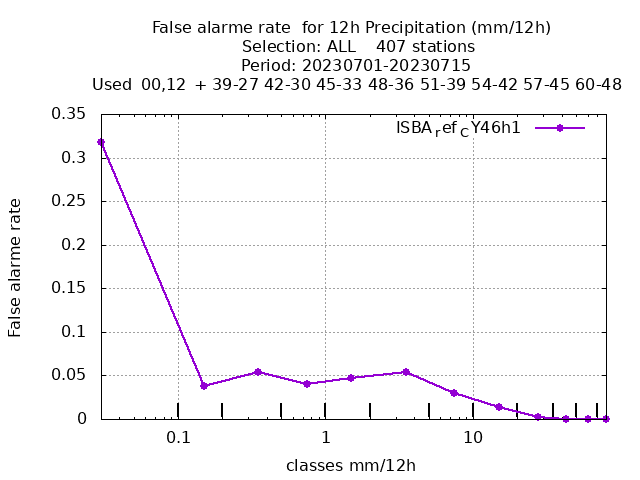 False alarme rate  for 12h Precipitation (mm/12h)
Selection: ALL    407 stations
Period: 20230701-20230715
Used  00,12  + 39-27 42-30 45-33 48-36 51-39 54-42 57-45 60-48
0.35
0.3
0.25
0.2
0.15
0.1
0.05
0
ISBArefCY46h1
False alarme rate
0.1
1
10
classes mm/12h